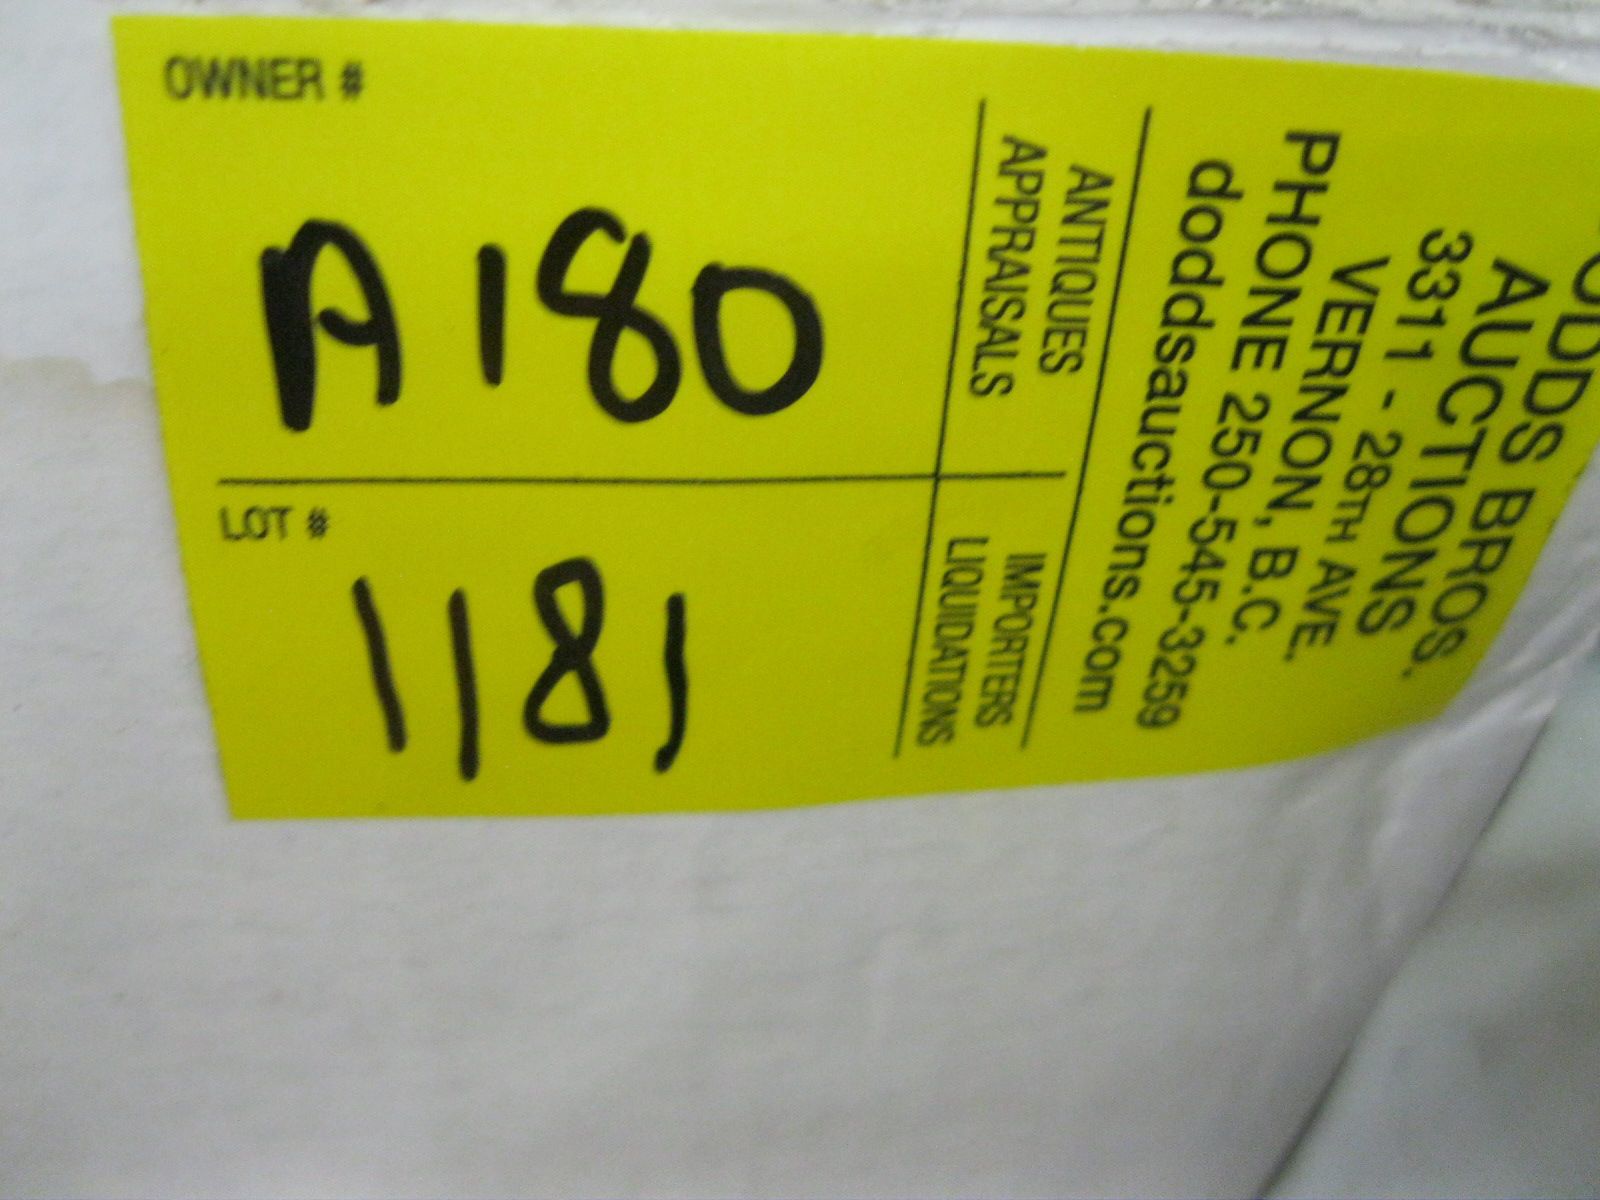 OWNER #
A180
LOT #
1181
ODDS BROS.
AUCTIONS
3311 - 28TH AVE.
VERNON, B.C.
PHONE 250-545-3259
doddsauctions.com
ANTIQUES
APPRAISALS
IMPORTERS
LIQUIDATIONS